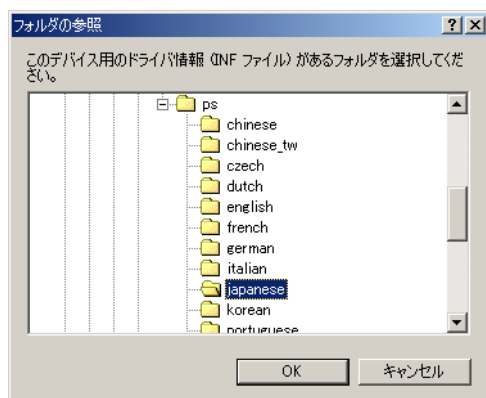 フォルダの参照
このデバイス用のドライバ情報 (INF ファイル) があるフォルダを選択してくだ
さい。
ps
chinese
chinese_tw
czech
dutch
english
french
german
italian
japanese
korean
portuguese
OK
キャンセル